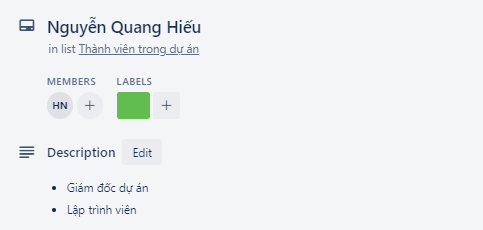 Nguyễn Quang Hiếu
in list Thành viên trong dự án
MEMBERS LABELS
HN + +
Description Edit
• Giám đốc dự án
• Lập trình viên